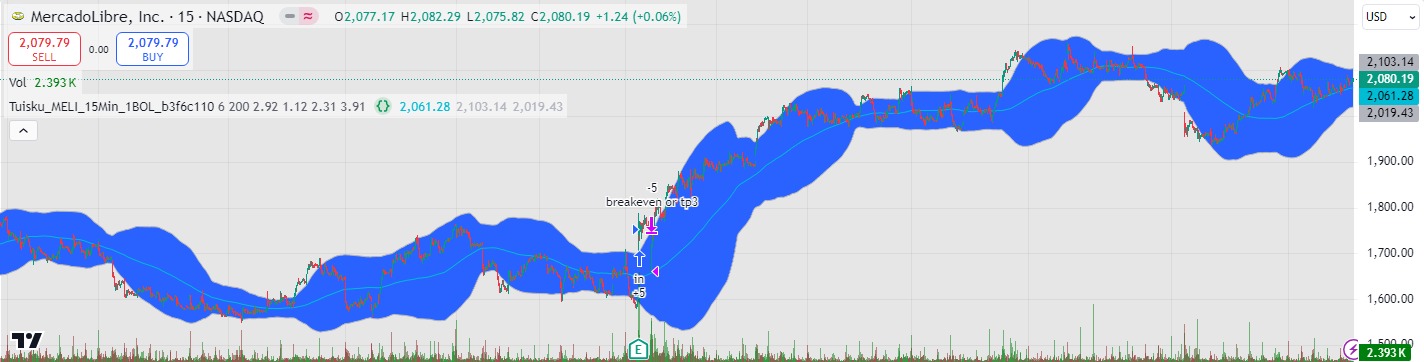 MercadoLibre, Inc. · 15 · NASDAQ O2,077.17 H2,082.29 L2,075.82 C2,080.19 +1.24 (+0.06%)
USD
2,079.79 0.00 2,079.79
SELL BUY
Vol 2.393 K
Tuisku_MELI_15Min_1BOL_b3f6c110 6 200 2.92 1.12 2.31 3.91 {} 2,061.28 2,103.14 2,019.43
2,103.14
2,080.19
2,061.28
2,019.43
1,900.00
1,800.00
1,700.00
1,600.00
1,500.00
2.393 K
-5
breakeven or tp3
in
+5
E